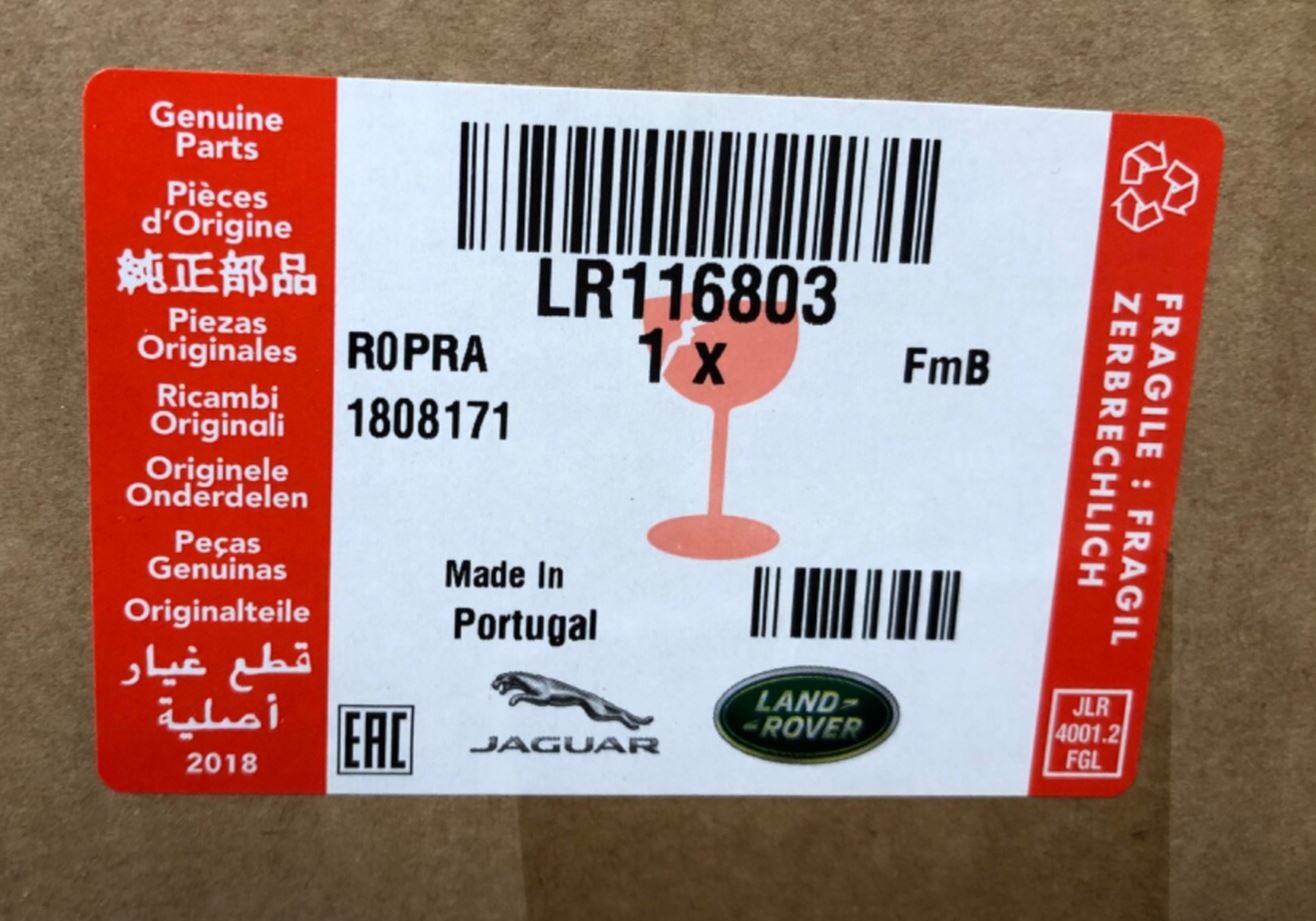 Genuine
Parts
Pièces
d'Origine
純正部品
Piezas
Originales
Ricambi
Originali
Originele
Onderdelen
Peças
Genuinas
Originalteile
قطع غيار
أصلية
2018
LR116803
R0PRA
1 x
FmB
1808171
Made In
Portugal
EAC
JAGUAR
LAND-
-ROVER
FRAGILE : FRAGIL
ZERBRECHLICH
JLR
4001.2
FGL